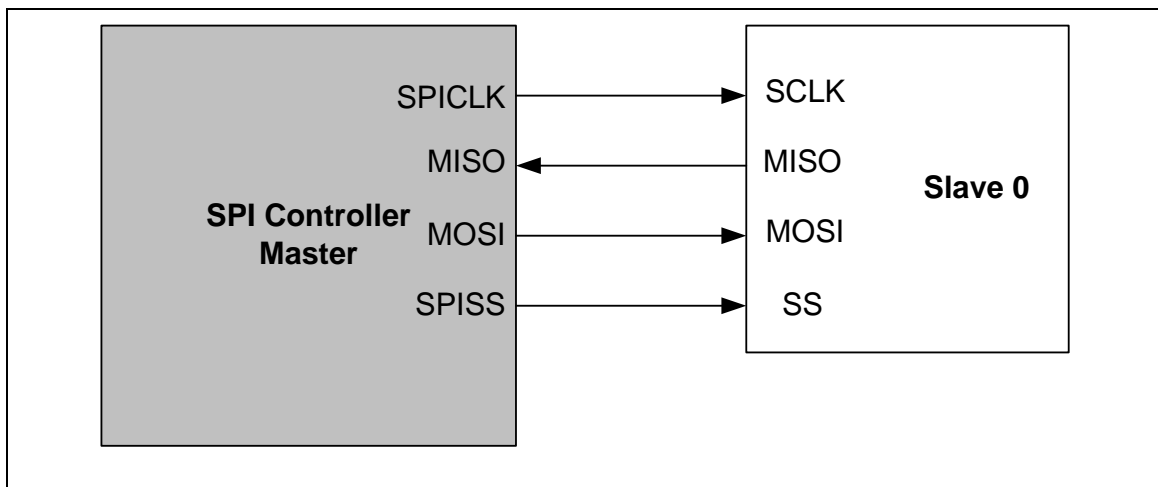 SPICLK
MISO
SPI Controller
Master
MOSI
SPISS
SCLK
MISO
Slave 0
MOSI
SS